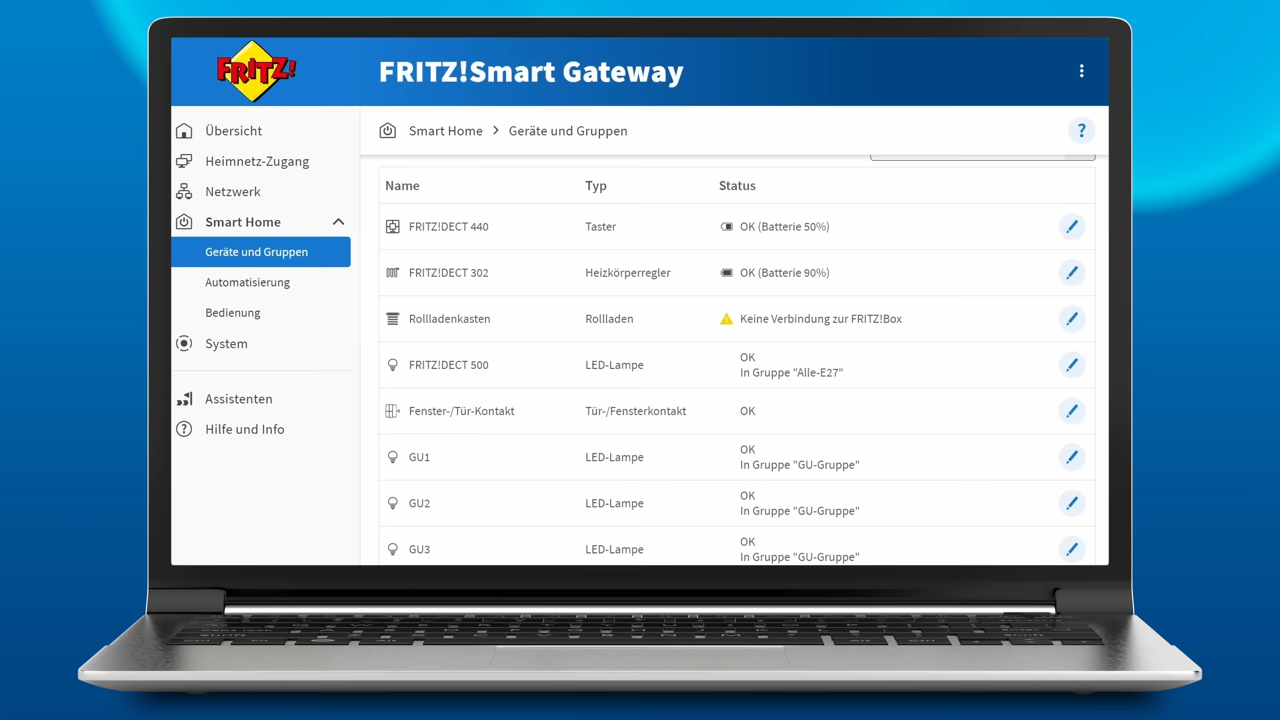 FRITZ!
FRITZ!Smart Gateway
Übersicht
Heimnetz-Zugang
Netzwerk
Smart Home
Geräte und Gruppen
Automatisierung
Bedienung
System
Assistenten
Hilfe und Info
Smart Home > Geräte und Gruppen
?
Name Typ Status
FRITZ!DECT 440 Taster OK (Batterie 50%)
FRITZ!DECT 302 Heizkörperregler OK (Batterie 90%)
Rollladenkasten Rollladen Keine Verbindung zur FRITZ!Box
FRITZ!DECT 500 LED-Lampe OK
In Gruppe "Alle-E27"
Fenster-/Tür-Kontakt Tür-/Fensterkontakt OK
GU1 LED-Lampe OK
In Gruppe "GU-Gruppe"
GU2 LED-Lampe OK
In Gruppe "GU-Gruppe"
GU3 LED-Lampe OK
In Gruppe "GU-Gruppe"